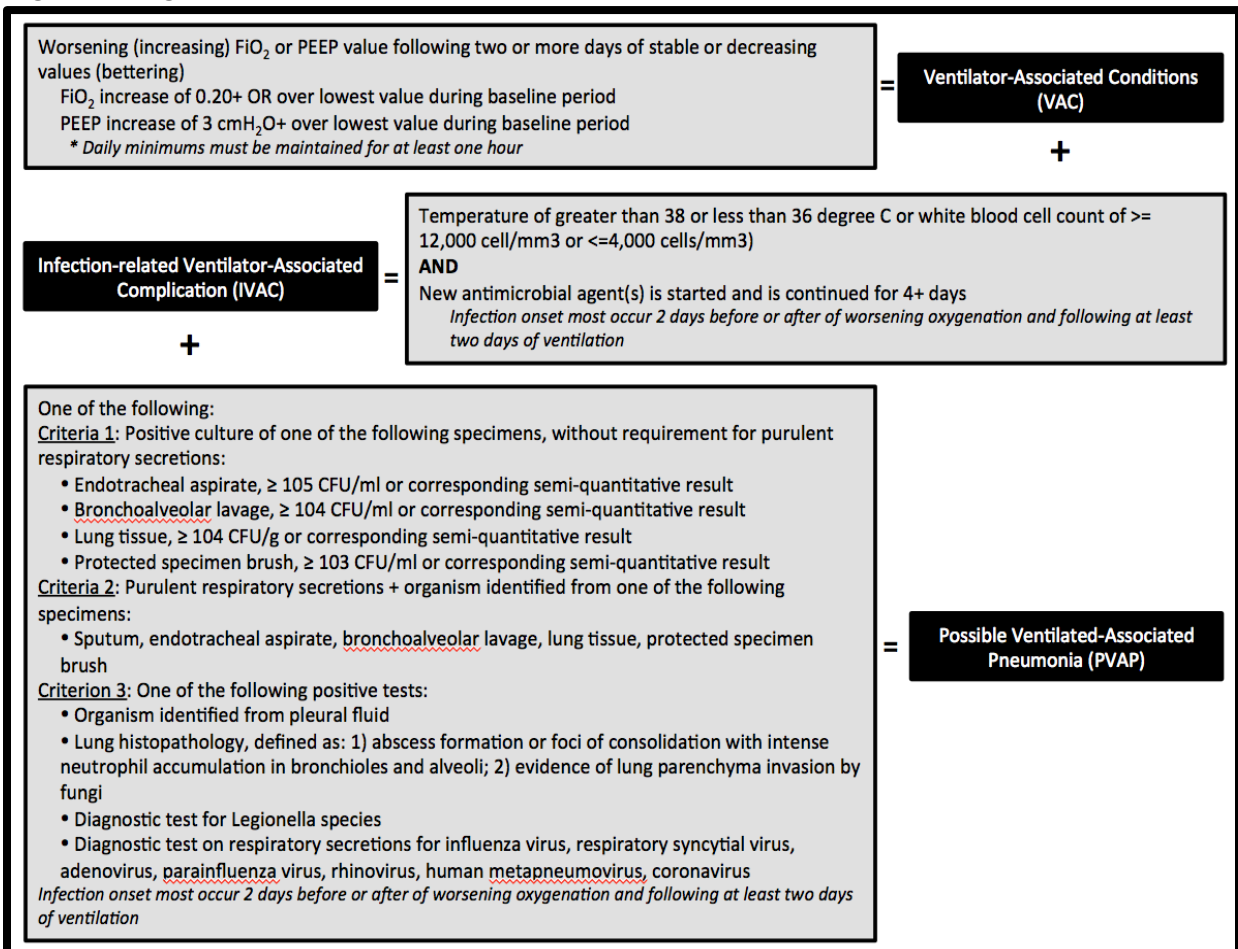 Worsening (increasing) FiO₂ or PEEP value following two or more days of stable or decreasing
values (bettering)
FiO₂ increase of 0.20+ OR over lowest value during baseline period
PEEP increase of 3 cmH₂O+ over lowest value during baseline period
* Daily minimums must be maintained for at least one hour
=
Ventilator-Associated Conditions
(VAC)
+
Infection-related Ventilator-Associated
Complication (IVAC)
=
Temperature of greater than 38 or less than 36 degree C or white blood cell count of >=
12,000 cell/mm3 or <=4,000 cells/mm3)
AND
New antimicrobial agent(s) is started and is continued for 4+ days
Infection onset most occur 2 days before or after of worsening oxygenation and following at least
two days of ventilation
+
One of the following:
Criteria 1: Positive culture of one of the following specimens, without requirement for purulent
respiratory secretions:
• Endotracheal aspirate, ≥ 105 CFU/ml or corresponding semi-quantitative result
• Bronchoalveolar lavage, ≥ 104 CFU/ml or corresponding semi-quantitative result
• Lung tissue, ≥ 104 CFU/g or corresponding semi-quantitative result
• Protected specimen brush, ≥ 103 CFU/ml or corresponding semi-quantitative result
Criteria 2: Purulent respiratory secretions + organism identified from one of the following
specimens:
• Sputum, endotracheal aspirate, bronchoalveolar lavage, lung tissue, protected specimen
brush
Criterion 3: One of the following positive tests:
• Organism identified from pleural fluid
• Lung histopathology, defined as: 1) abscess formation or foci of consolidation with intense
neutrophil accumulation in bronchioles and alveoli; 2) evidence of lung parenchyma invasion by
fungi
• Diagnostic test for Legionella species
• Diagnostic test on respiratory secretions for influenza virus, respiratory syncytial virus,
adenovirus, parainfluenza virus, rhinovirus, human metapneumovirus, coronavirus
Infection onset most occur 2 days before or after of worsening oxygenation and following at least two days
of ventilation
=
Possible Ventilated-Associated
Pneumonia (PVAP)